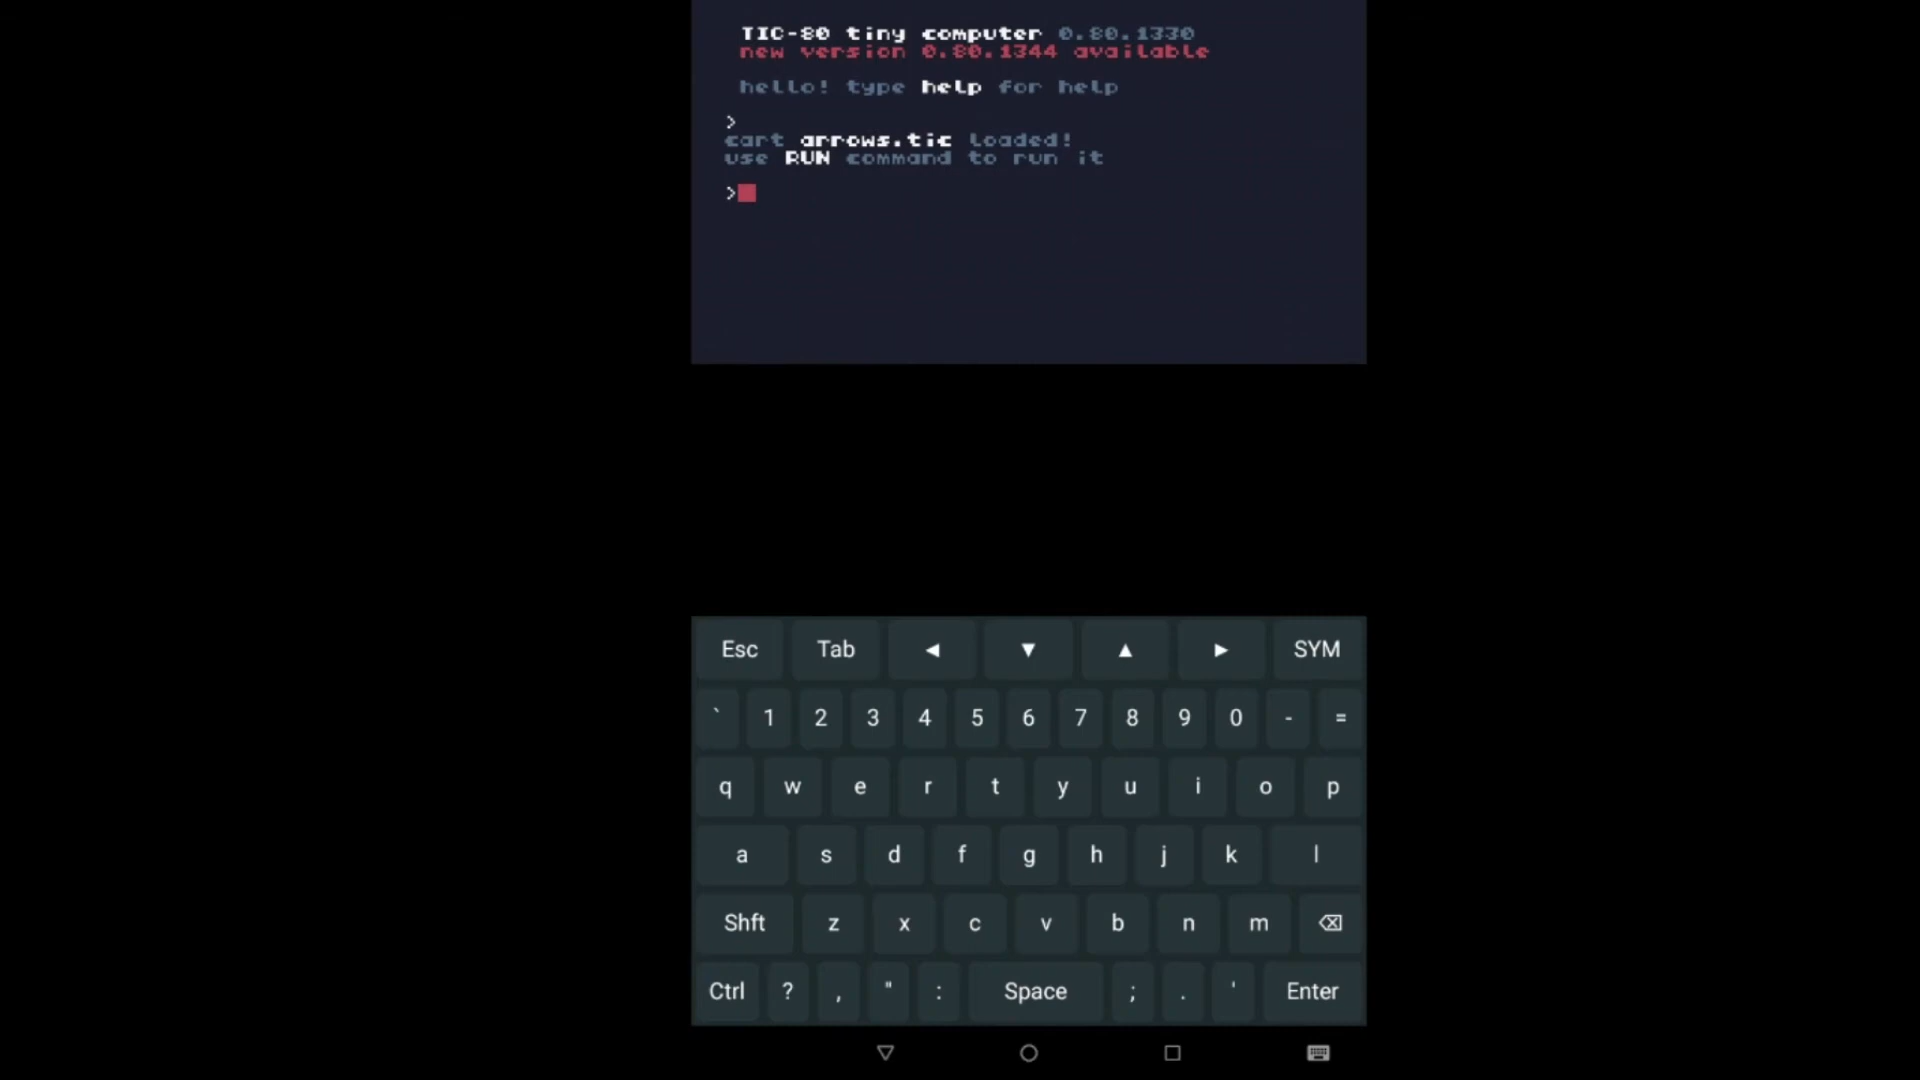 TIC-80 tiny computer 0.80.1330
new version 0.80.1344 available
hello! type help for help
>
cart arrows.tic loaded!
use RUN command to run it
>
Esc Tab ◀ ▼ ▲ ▶ SYM
` 1 2 3 4 5 6 7 8 9 0 - =
q w e r t y u i o p
a s d f g h j k l
Shft z x c v b n m ⌫
Ctrl ? , " : Space ; . ' Enter